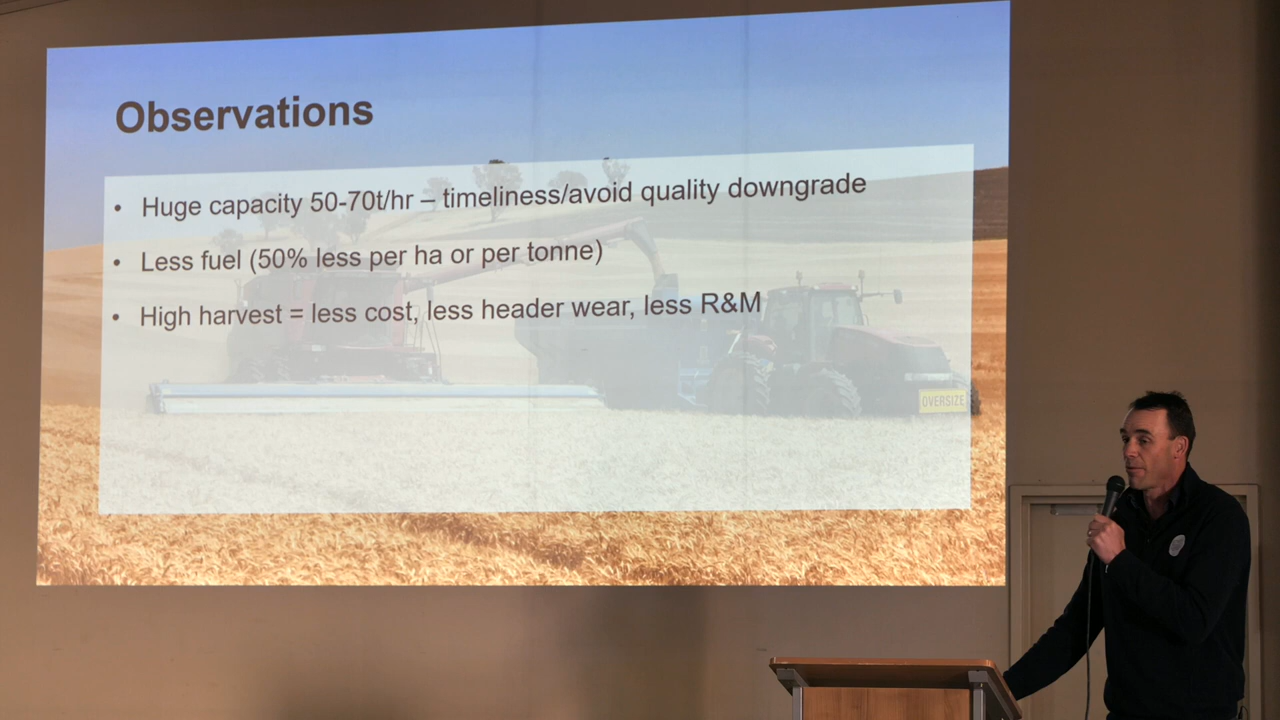 Observations
• Huge capacity 50-70t/hr – timeliness/avoid quality downgrade
• Less fuel (50% less per ha or per tonne)
• High harvest = less cost, less header wear, less R&M
OVERSIZE